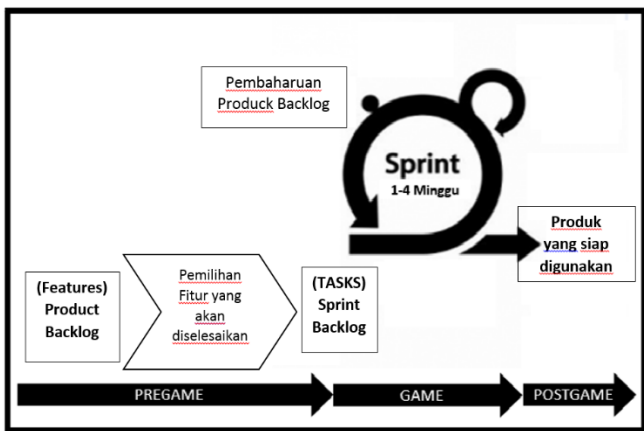 Pembaharuan
Produck Backlog
Sprint
1-4 Minggu
Produk
yang siap
digunakan
(Features)
Product
Backlog
Pemilihan
Fitur yang
akan
diselesaikan
(TASKS)
Sprint
Backlog
PREGAME
GAME
POSTGAME